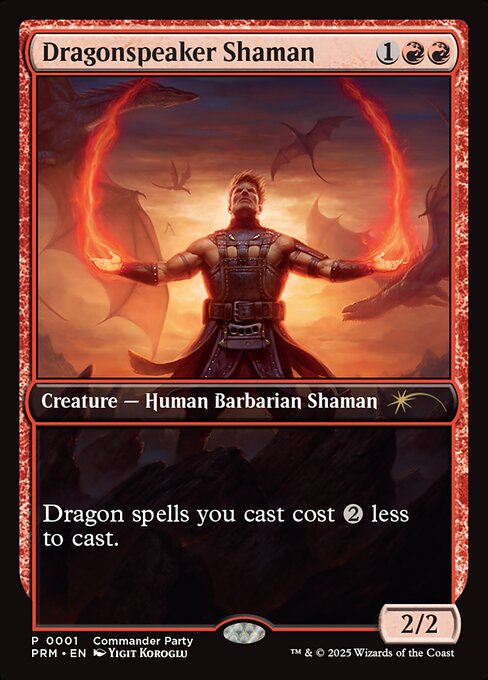 Dragonspeaker Shaman 1
Creature — Human Barbarian Shaman
Dragon spells you cast cost 2 less
to cast.
2/2
P 0001 Commander Party
PRM • EN Yigit Koroglu
™ & © 2025 Wizards of the Coast